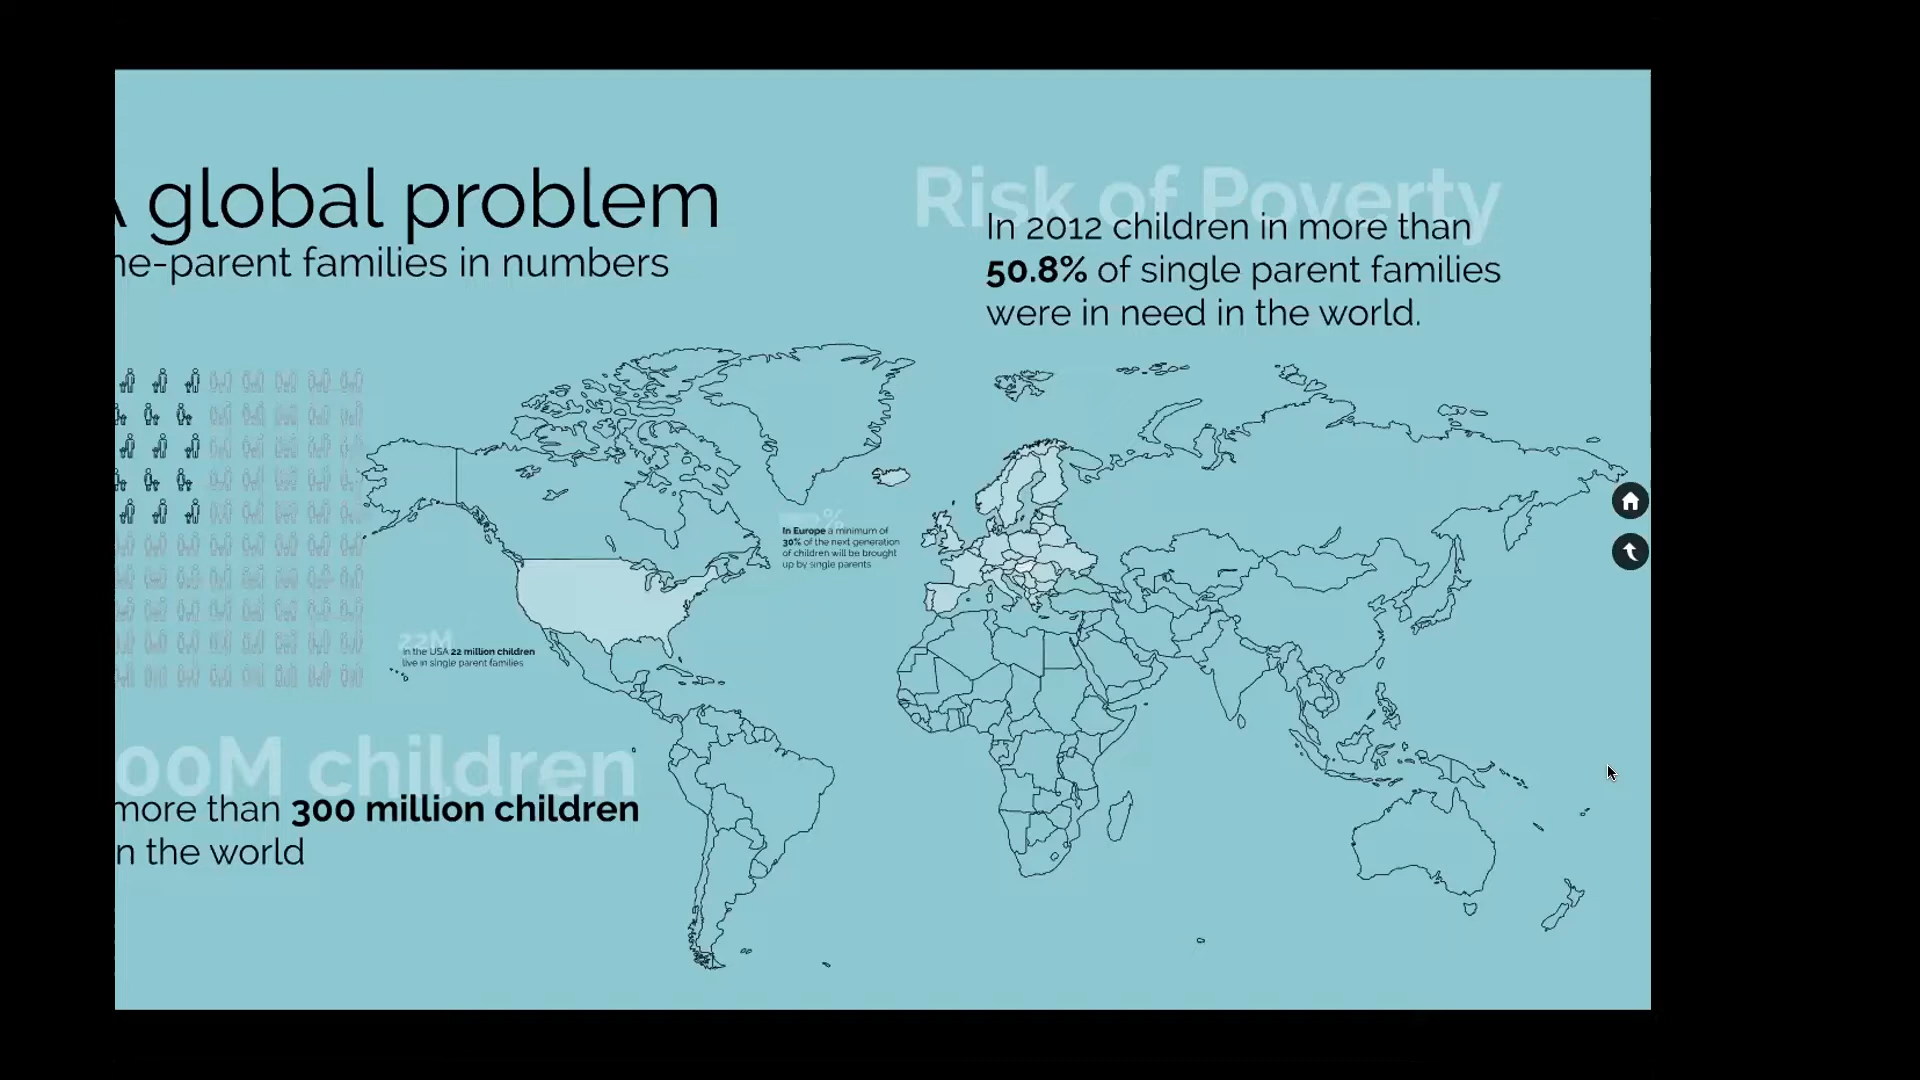 A global problem
ne-parent families in numbers
Risk of Poverty
In 2012 children in more than
50.8% of single parent families
were in need in the world.
%
In Europe a minimum of
30% of the next generation
of children will be brought
up by single parents
22M
In the USA 22 million children
live in single parent families
00M children
more than 300 million children
n the world